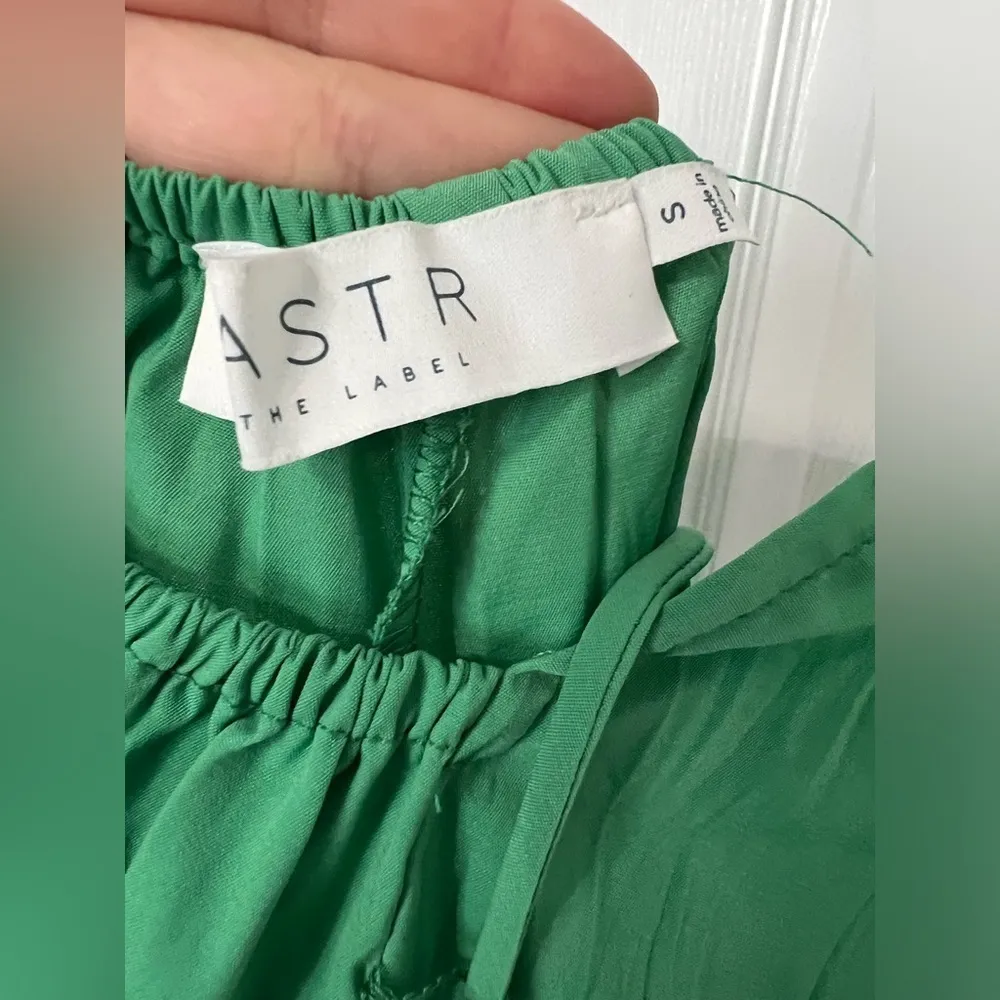 ASTR
THE LABEL
S
made in